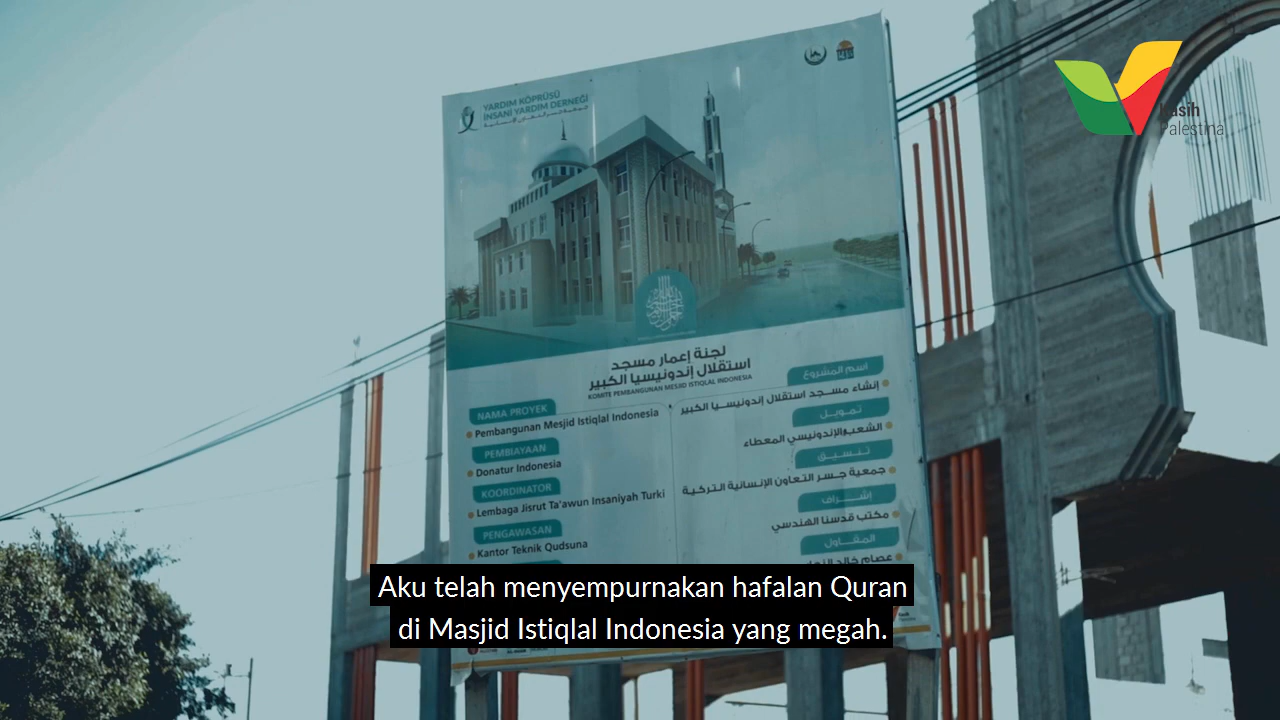 YARDIM KÖPRÜSÜ
İNSANİ YARDIM DERNEĞİ
Kasih
Palestina
لجنة إعمار مسجد
استقلال إندونيسيا الكبير
KOMITE PEMBANGUNAN MESJID ISTIQLAL INDONESIA
NAMA PROYEK
Pembangunan Mesjid Istiqlal Indonesia
PEMBIAYAAN
Donatur Indonesia
KOORDINATOR
Lembaga Jisrut Ta'awun Insaniyah Turki
PENGAWASAN
Kantor Teknik Qudsuna
اسم المشروع
إنشاء مسجد استقلال إندونيسيا الكبير
تمويل
الشعب الإندونيسي المعطاء
تنسيق
جمعية جسر التعاون الإنسانية التركية
إشراف
مكتب قدسنا الهندسي
المقاول
عصام خالد
Aku telah menyempurnakan hafalan Quran
di Masjid Istiqlal Indonesia yang megah.